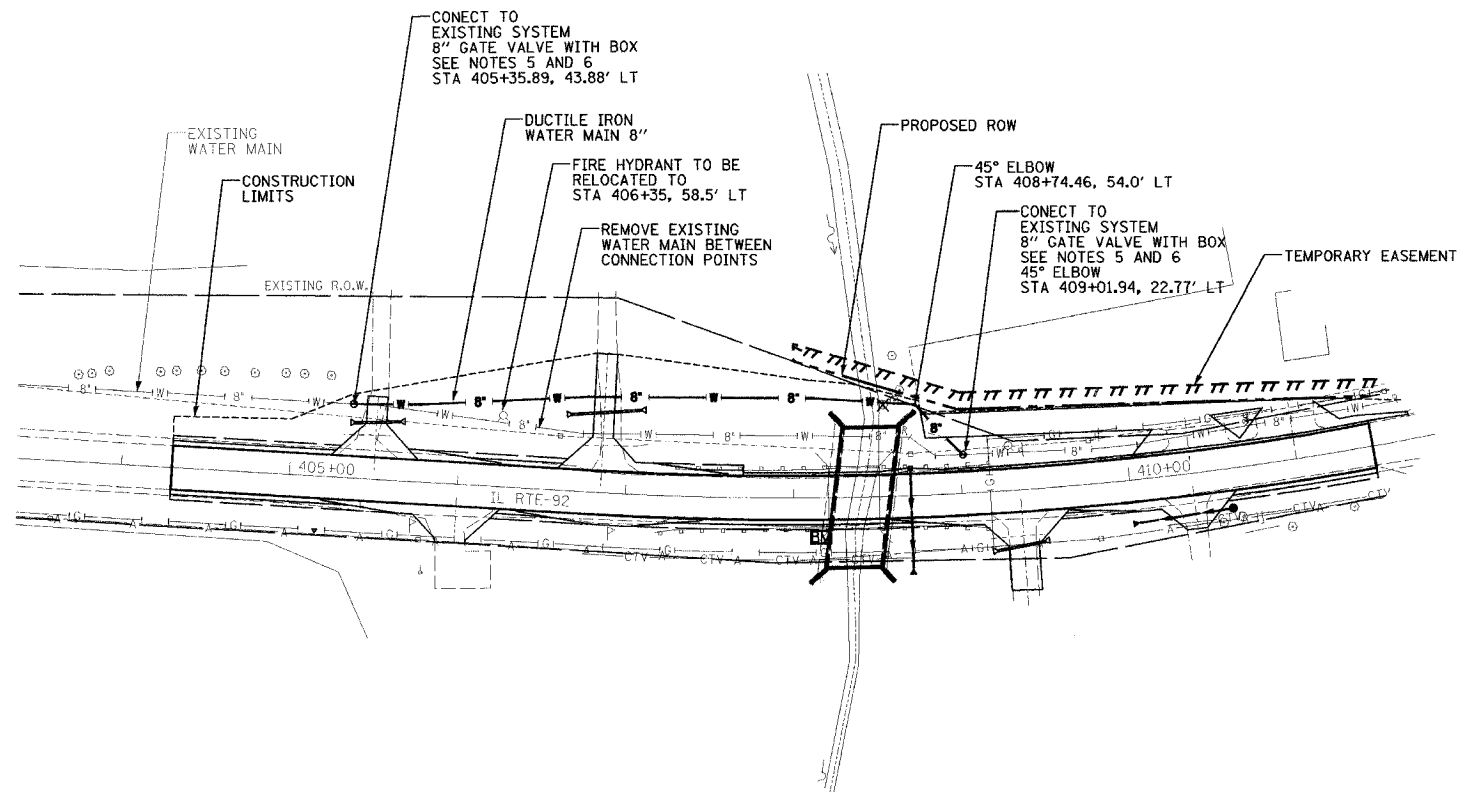 CONECT TO
EXISTING SYSTEM
8" GATE VALVE WITH BOX
SEE NOTES 5 AND 6
STA 405+35.89, 43.88' LT
EXISTING
WATER MAIN
CONSTRUCTION
LIMITS
DUCTILE IRON
WATER MAIN 8"
FIRE HYDRANT TO BE
RELOCATED TO
STA 406+35, 58.5' LT
REMOVE EXISTING
WATER MAIN BETWEEN
CONNECTION POINTS
PROPOSED ROW
45° ELBOW
STA 408+74.46, 54.0' LT
CONECT TO
EXISTING SYSTEM
8" GATE VALVE WITH BOX
SEE NOTES 5 AND 6
45° ELBOW
STA 409+01.94, 22.77' LT
TEMPORARY EASEMENT
EXISTING R.O.W.
8" W 8" W
W 8" W 8" W W
W 8" W 8" W 8"
8"
405+00
410+00
IL RTE-92
A G A A G A G
A G CTV A G CTV A G CTV A
A G
CTV A